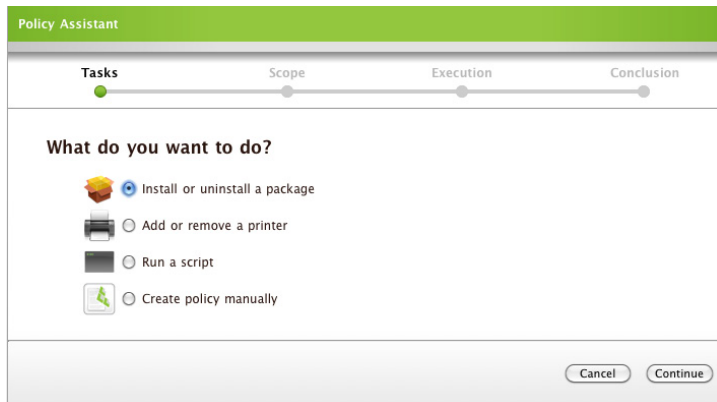 Policy Assistant
Tasks Scope Execution Conclusion
What do you want to do?
Install or uninstall a package
Add or remove a printer
Run a script
Create policy manually
Cancel Continue